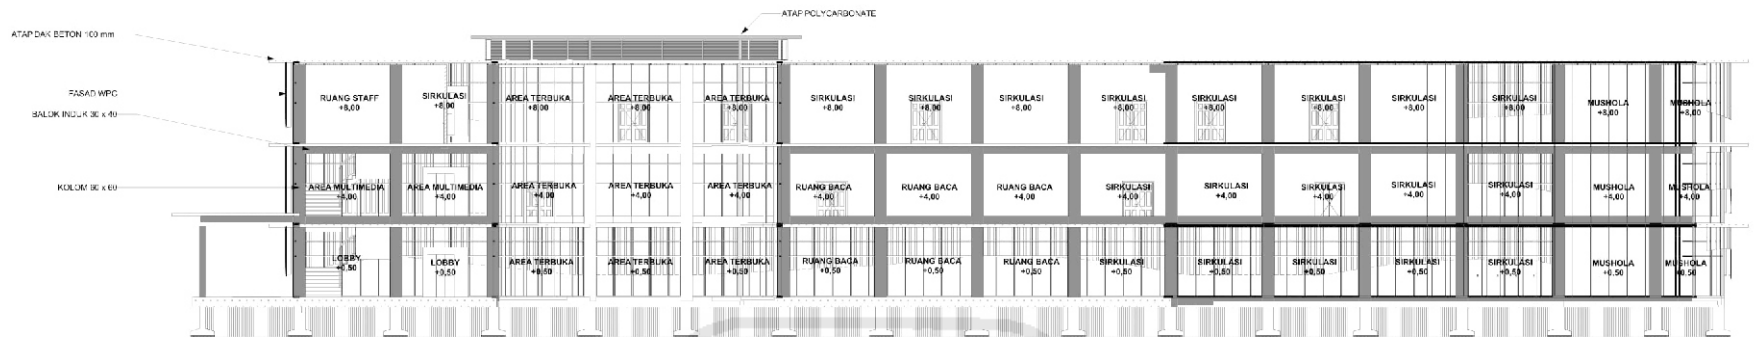 ATAP POLYCARBONATE
ATAP DAK BETON 100 mm
FASAD WPC
BALOK INDUK 30 x 40
KOLOM 60 x 60
RUANG STAFF
+8,00
SIRKULASI
+8,00
AREA TERBUKA
+8,00
AREA TERBUKA
+8,00
AREA TERBUKA
+8,00
SIRKULASI
+8,00
SIRKULASI
+8,00
SIRKULASI
+8,00
SIRKULASI
+8,00
SIRKULASI
+8,00
SIRKULASI
+8,00
SIRKULASI
+8,00
SIRKULASI
+8,00
MUSHOLA
+8,00
MUSHOLA
+8,00
AREA MULTIMEDIA
+4,00
AREA MULTIMEDIA
+4,00
AREA TERBUKA
+4,00
AREA TERBUKA
+4,00
AREA TERBUKA
+4,00
RUANG BACA
+4,00
RUANG BACA
+4,00
RUANG BACA
+4,00
SIRKULASI
+4,00
SIRKULASI
+4,00
SIRKULASI
+4,00
SIRKULASI
+4,00
SIRKULASI
+4,00
MUSHOLA
+4,00
MUSHOLA
+4,00
LOBBY
+0,50
LOBBY
+0,50
AREA TERBUKA
+0,50
AREA TERBUKA
+0,50
AREA TERBUKA
+0,50
RUANG BACA
+0,50
RUANG BACA
+0,50
RUANG BACA
+0,50
SIRKULASI
+0,50
SIRKULASI
+0,50
SIRKULASI
+0,50
SIRKULASI
+0,50
SIRKULASI
+0,50
MUSHOLA
+0,50
MUSHOLA
+0,50